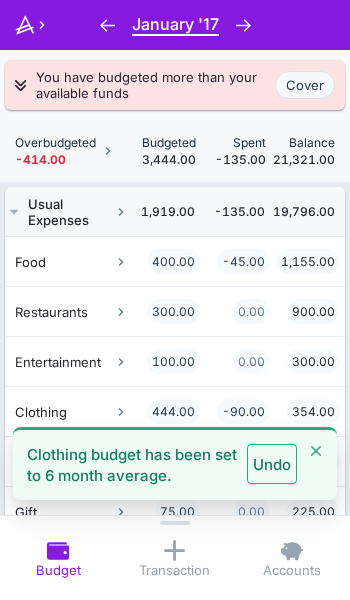 January '17
You have budgeted more than your
available funds
Cover
Overbudgeted Budgeted Spent Balance
-414.00 3,444.00 -135.00 21,321.00
Usual
Expenses 1,919.00 -135.00 19,796.00
Food 400.00 -45.00 1,155.00
Restaurants 300.00 0.00 900.00
Entertainment 100.00 0.00 300.00
Clothing 444.00 -90.00 354.00
Clothing budget has been set
to 6 month average.
Undo
Gift 75.00 0.00 225.00
Budget Transaction Accounts